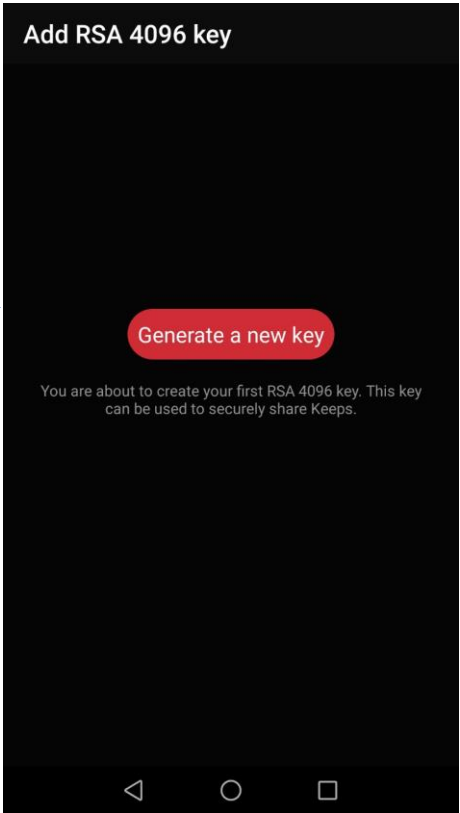 Add RSA 4096 key
Generate a new key
You are about to create your first RSA 4096 key. This key
can be used to securely share Keeps.